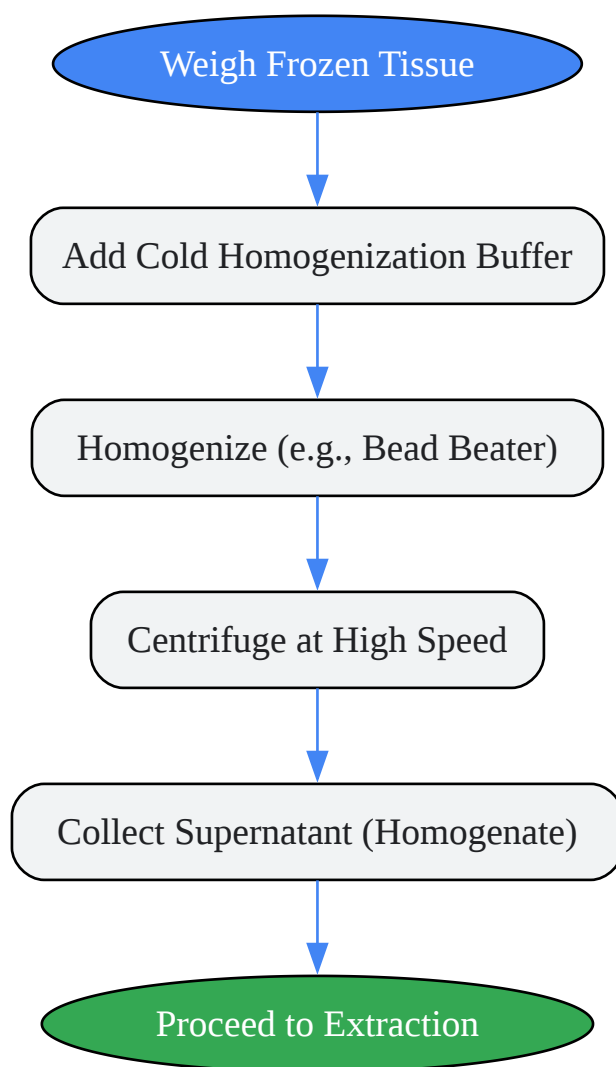 Weigh Frozen Tissue
Add Cold Homogenization Buffer
Homogenize (e.g., Bead Beater)
Centrifuge at High Speed
Collect Supernatant (Homogenate)
Proceed to Extraction